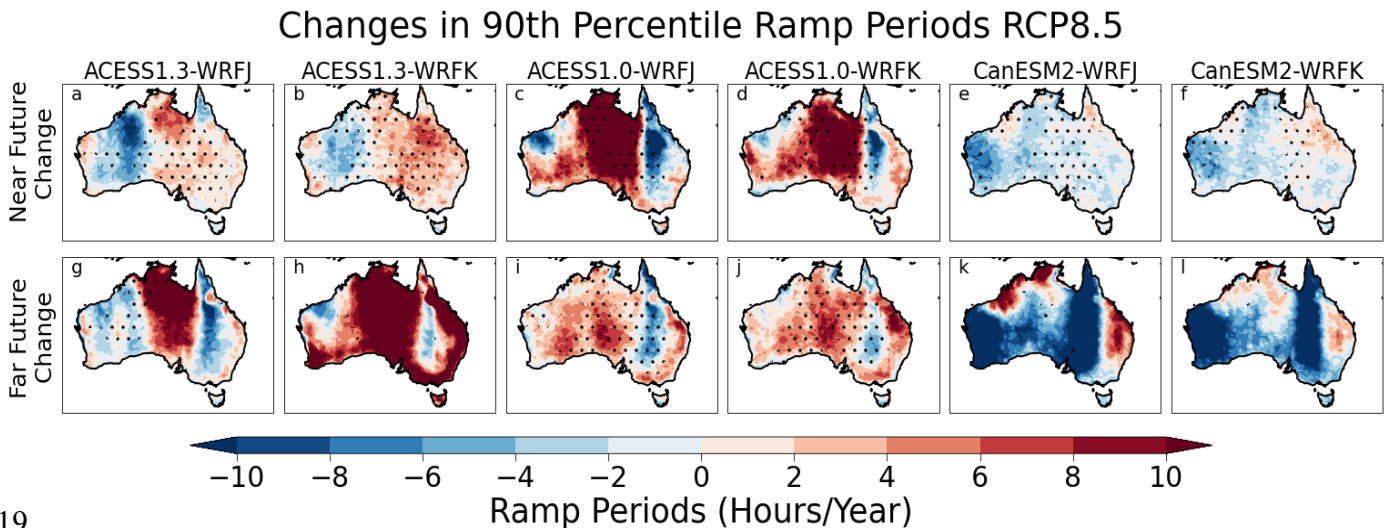 Changes in 90th Percentile Ramp Periods RCP8.5
ACESS1.3-WRFJ ACESS1.3-WRFK ACESS1.0-WRFJ ACESS1.0-WRFK CanESM2-WRFJ CanESM2-WRFK
Near Future
Change
a b c d e f
Far Future
Change
g h i j k l
−10 −8 −6 −4 −2 0 2 4 6 8 10
Ramp Periods (Hours/Year)
19